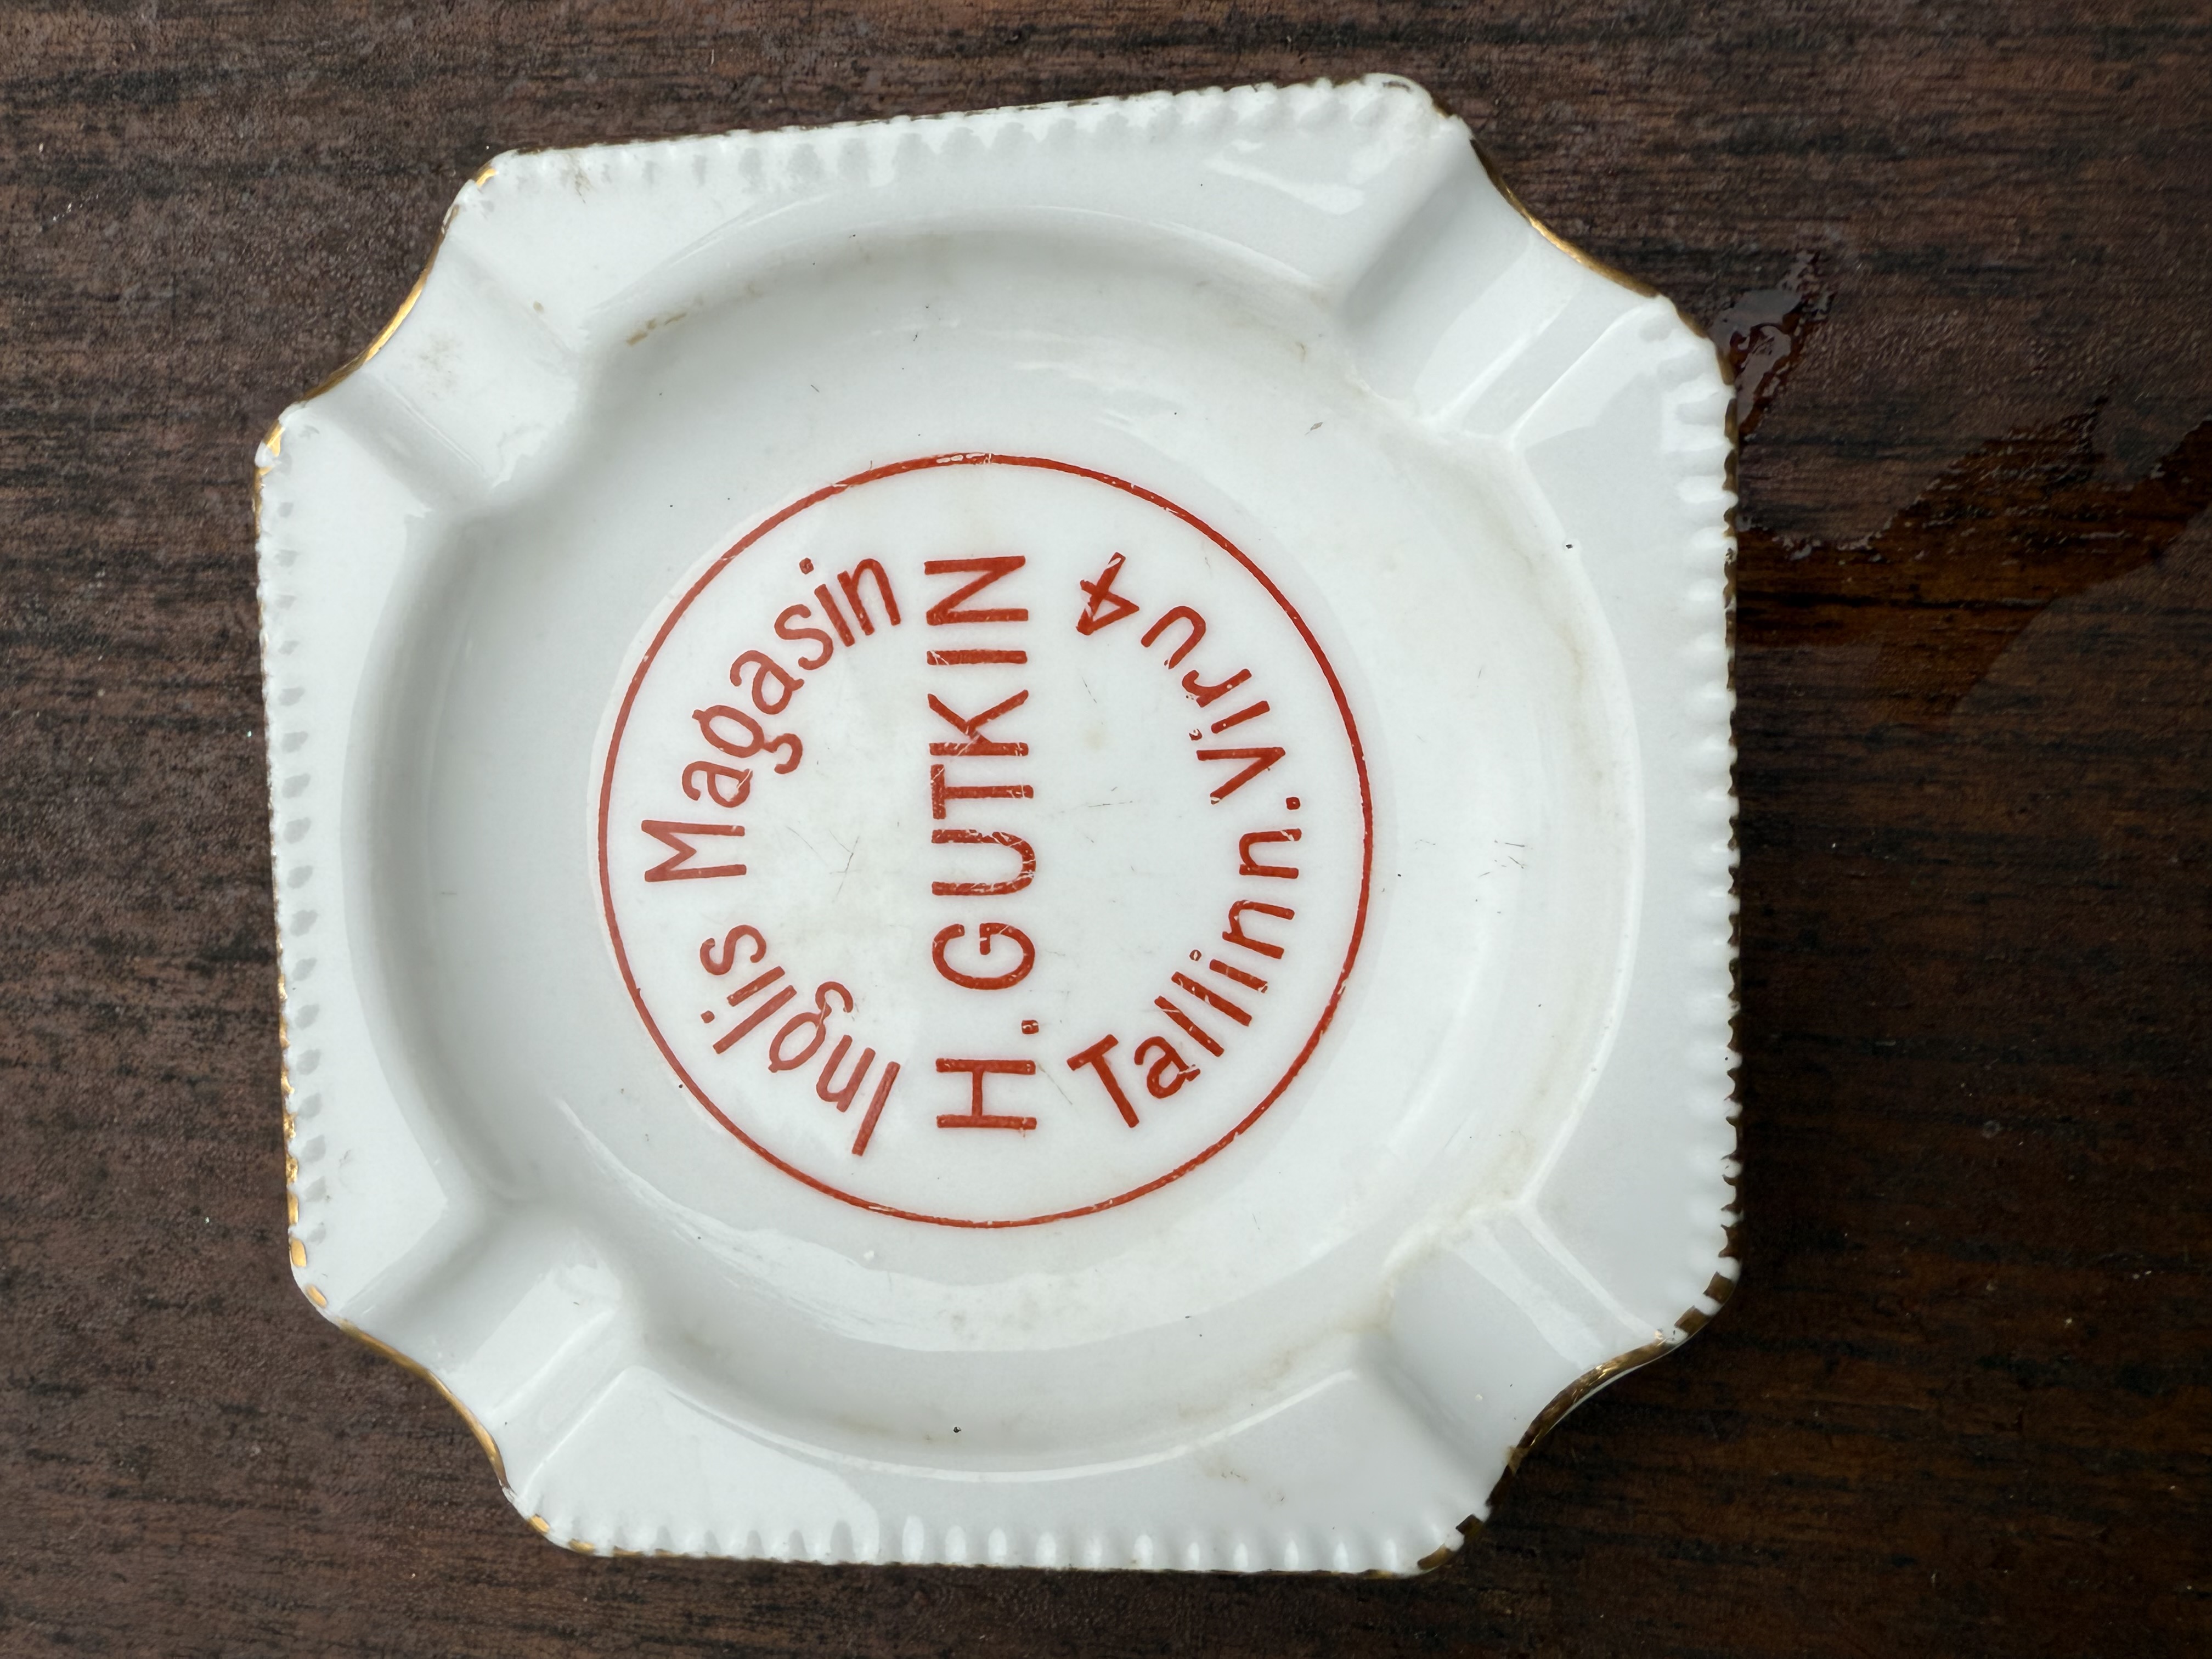 Inglis Magasin
H. GUTKIN
Tallinn. Viru 4